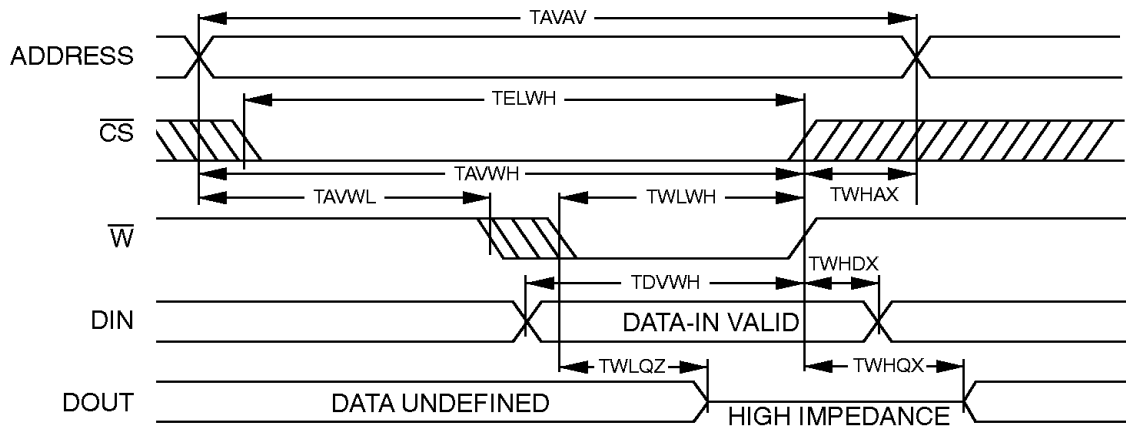 TAVAV
ADDRESS
TELWH
CS
TAVWH
TAVWL
TWLWH
TWHAX
W
TWHDX
TDVWH
DIN
DATA-IN VALID
TWLQZ
TWHQX
DOUT
DATA UNDEFINED
HIGH IMPEDANCE